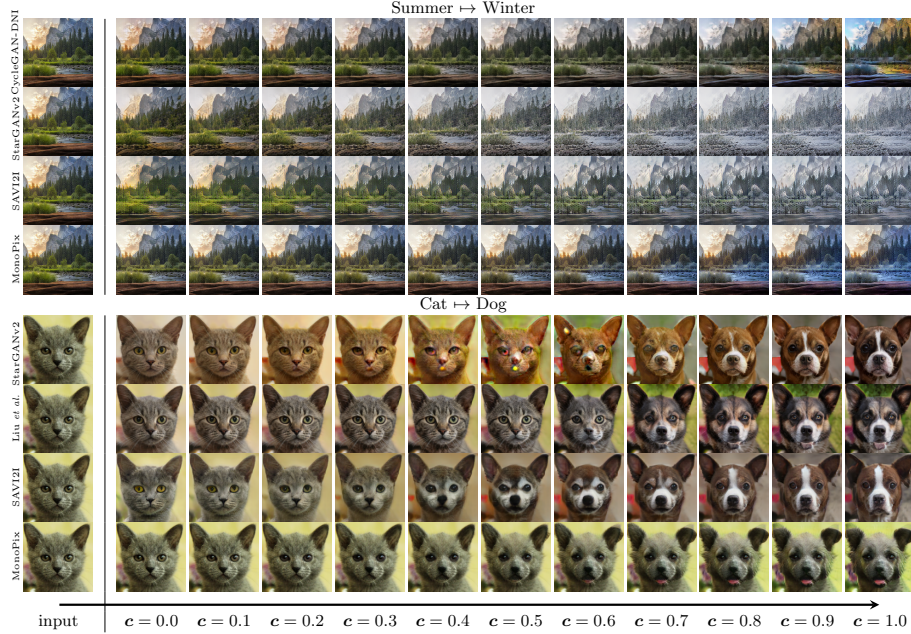 Summer ↦ Winter
CycleGAN-DNI
StarGANv2
SAVI2I
MonoPix
Cat ↦ Dog
StarGANv2
Liu et al.
SAVI2I
MonoPix
input c = 0.0 c = 0.1 c = 0.2 c = 0.3 c = 0.4 c = 0.5 c = 0.6 c = 0.7 c = 0.8 c = 0.9 c = 1.0